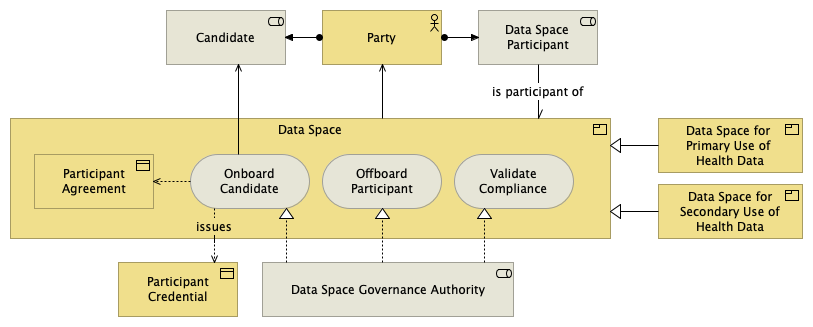 Candidate
Party
Data Space
Participant
is participant of
Data Space
Participant
Agreement
Onboard
Candidate
Offboard
Participant
Validate
Compliance
Data Space for
Primary Use of
Health Data
Data Space for
Secondary Use of
Health Data
issues
Participant
Credential
Data Space Governance Authority